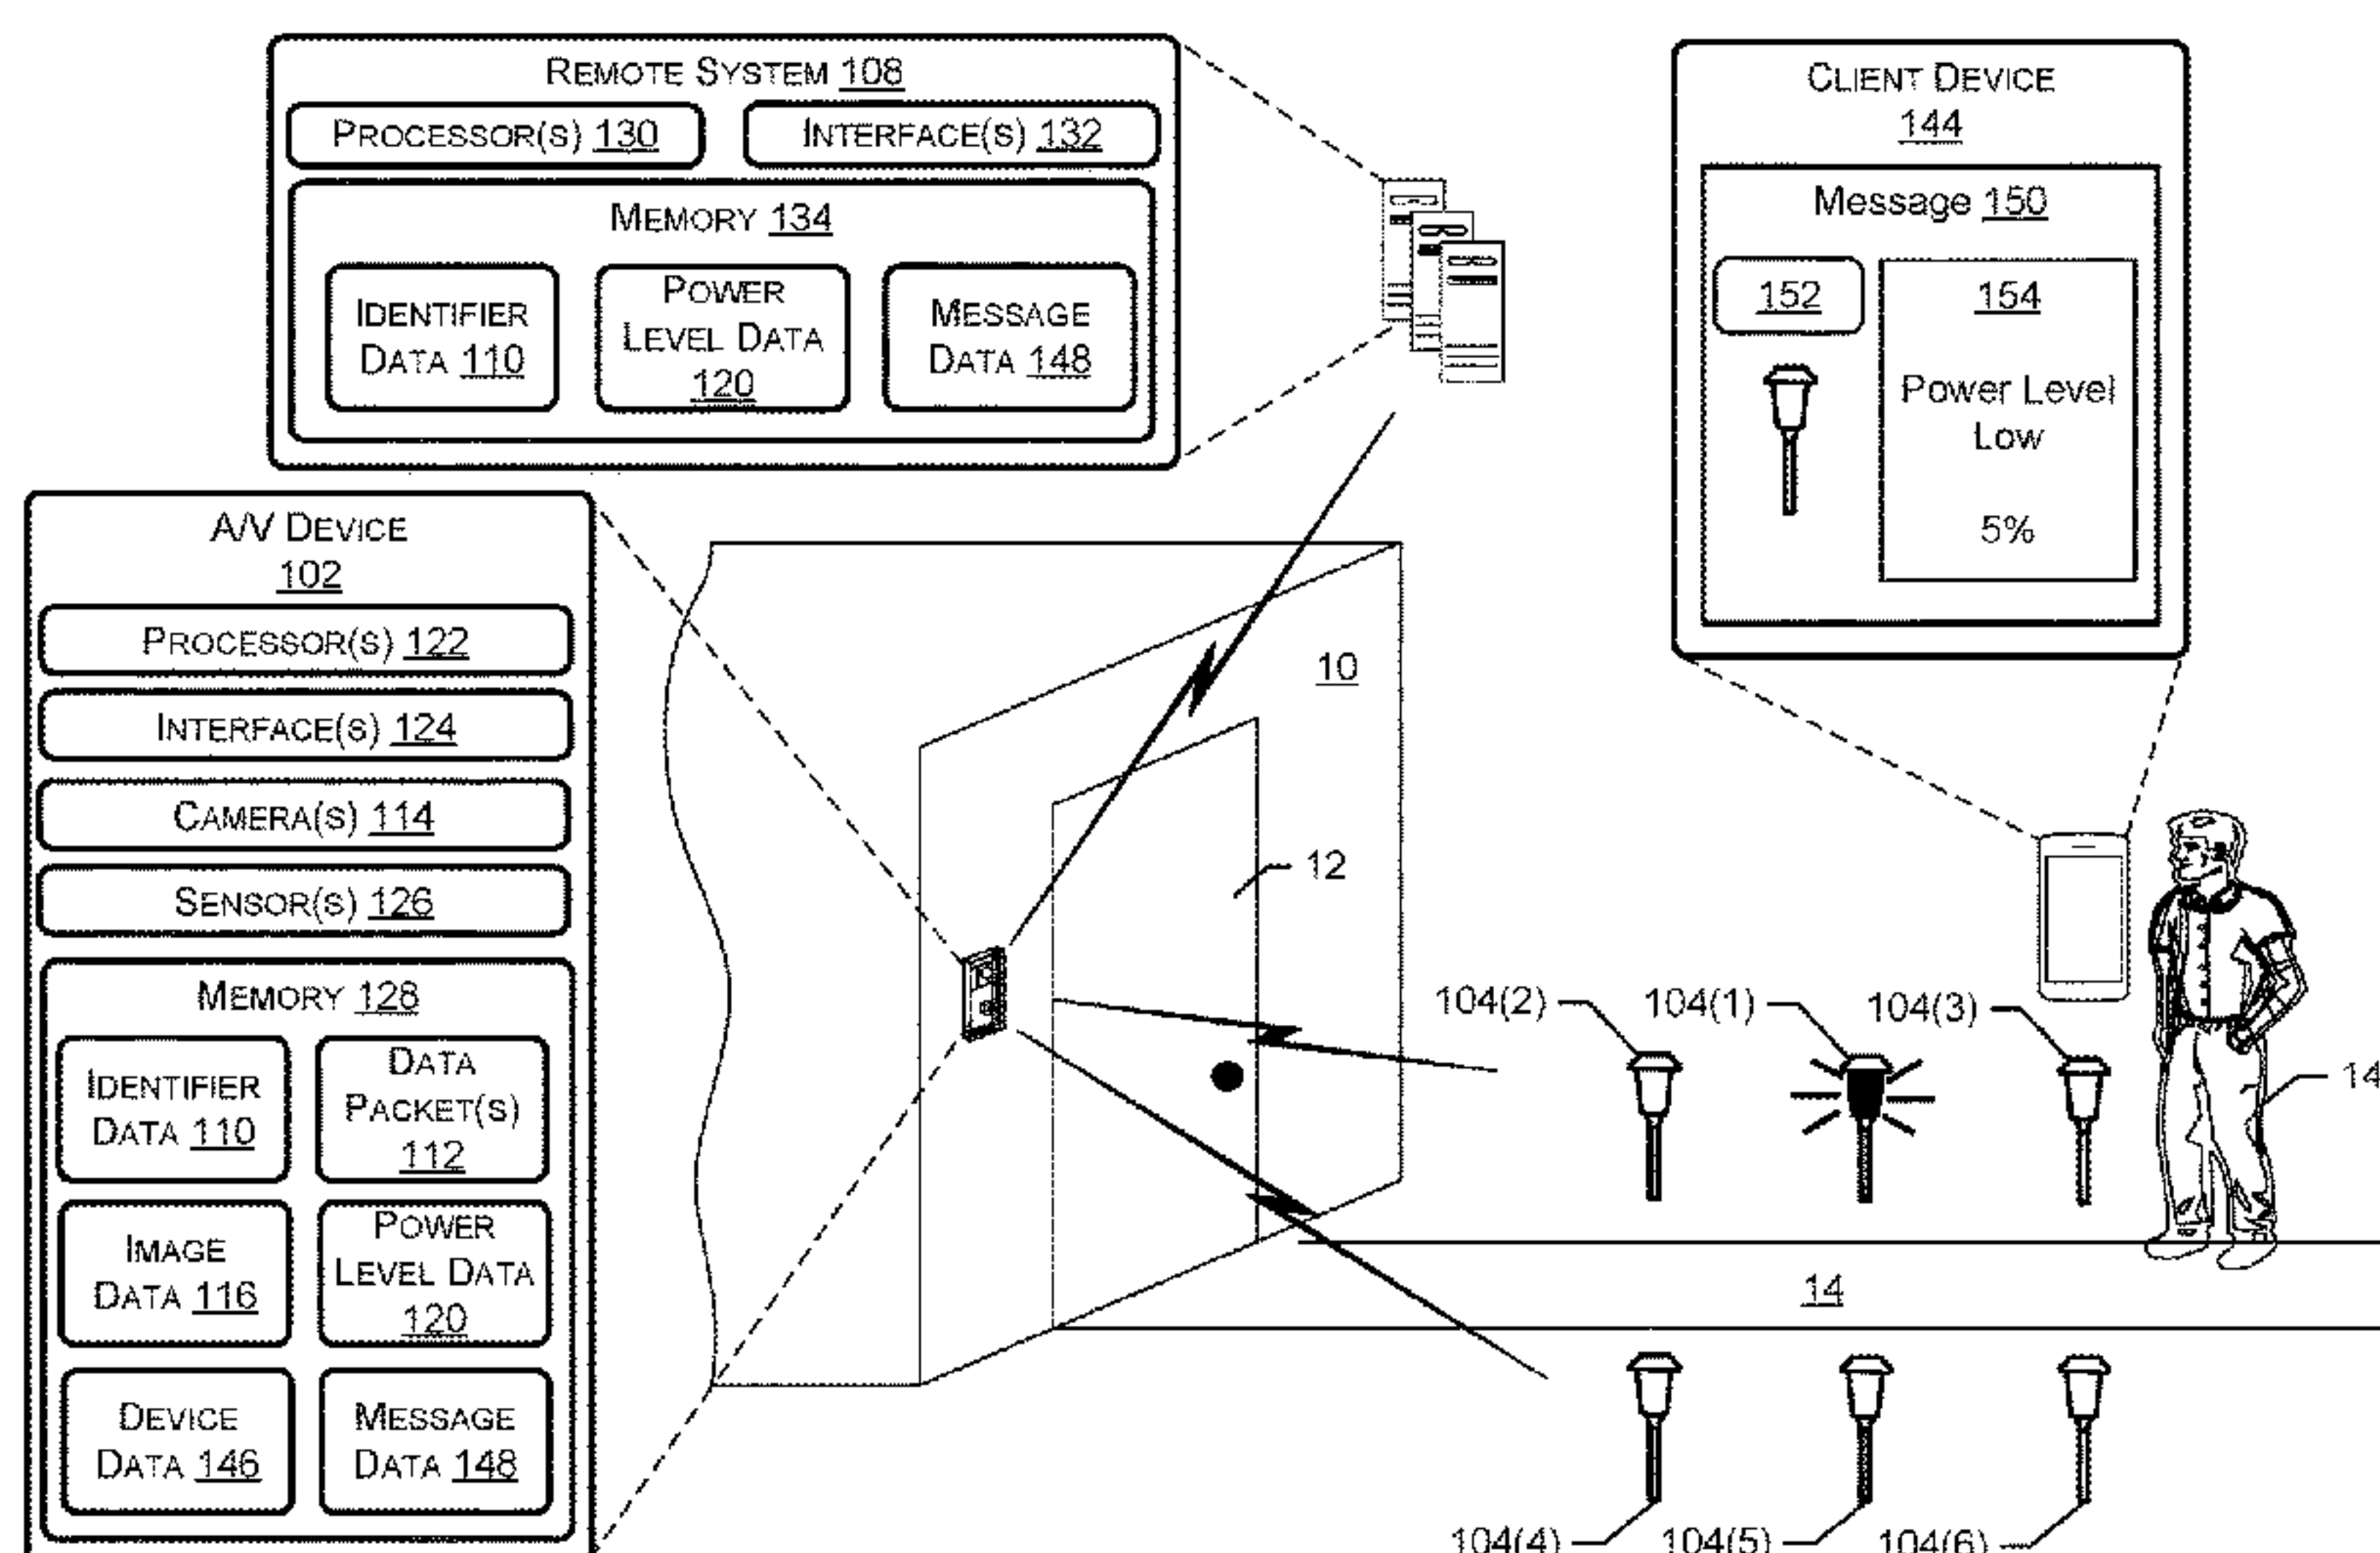 REMOTE SYSTEM 108
PROCESSOR(S) 130
INTERFACE(S) 132
MEMORY 134
IDENTIFIER
DATA 110
POWER
LEVEL DATA
120
MESSAGE
DATA 148
CLIENT DEVICE
144
Message 150
152
154
Power Level
Low
5%
A/V DEVICE
102
PROCESSOR(S) 122
INTERFACE(S) 124
CAMERA(S) 114
SENSOR(S) 126
MEMORY 128
IDENTIFIER
DATA 110
DATA
PACKET(S)
112
IMAGE
DATA 116
POWER
LEVEL DATA
120
DEVICE
DATA 146
MESSAGE
DATA 148
10
12
104(2)
104(1)
104(3)
14
14
104(4)
104(5)
104(6)